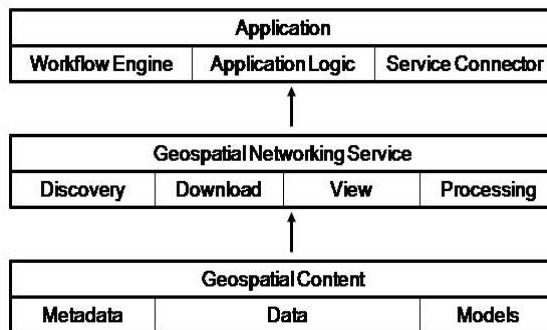 Application
Workflow Engine Application Logic Service Connector
Geospatial Networking Service
Discovery Download View Processing
Geospatial Content
Metadata Data Models